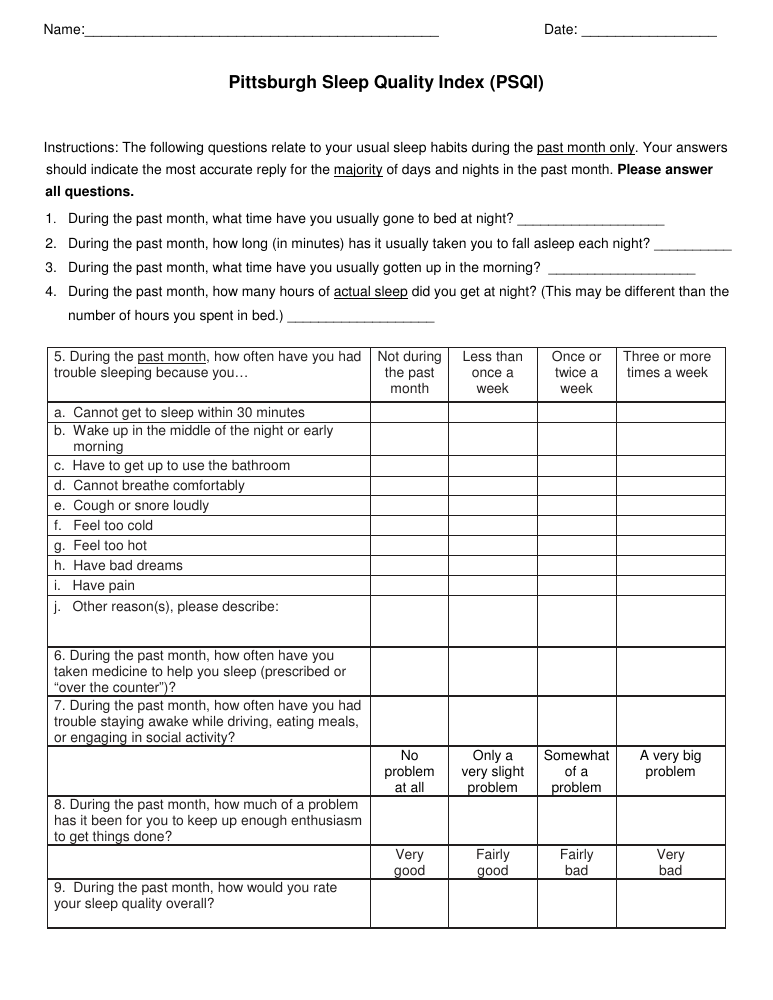 Name:__________________________________________ Date: ________________
Pittsburgh Sleep Quality Index (PSQI)
Instructions: The following questions relate to your usual sleep habits during the past month only. Your answers
should indicate the most accurate reply for the majority of days and nights in the past month. Please answer
all questions.
1. During the past month, what time have you usually gone to bed at night? ___________________
2. During the past month, how long (in minutes) has it usually taken you to fall asleep each night? __________
3. During the past month, what time have you usually gotten up in the morning? ___________________
4. During the past month, how many hours of actual sleep did you get at night? (This may be different than the
number of hours you spent in bed.) ___________________
5. During the past month, how often have you had
trouble sleeping because you…
Not during
the past
month
Less than
once a
week
Once or
twice a
week
Three or more
times a week
a. Cannot get to sleep within 30 minutes
b. Wake up in the middle of the night or early
morning
c. Have to get up to use the bathroom
d. Cannot breathe comfortably
e. Cough or snore loudly
f. Feel too cold
g. Feel too hot
h. Have bad dreams
i. Have pain
j. Other reason(s), please describe:
6. During the past month, how often have you
taken medicine to help you sleep (prescribed or
“over the counter”)?
7. During the past month, how often have you had
trouble staying awake while driving, eating meals,
or engaging in social activity?
No
problem
at all
Only a
very slight
problem
Somewhat
of a
problem
A very big
problem
8. During the past month, how much of a problem
has it been for you to keep up enough enthusiasm
to get things done?
Very
good
Fairly
good
Fairly
bad
Very
bad
9. During the past month, how would you rate
your sleep quality overall?